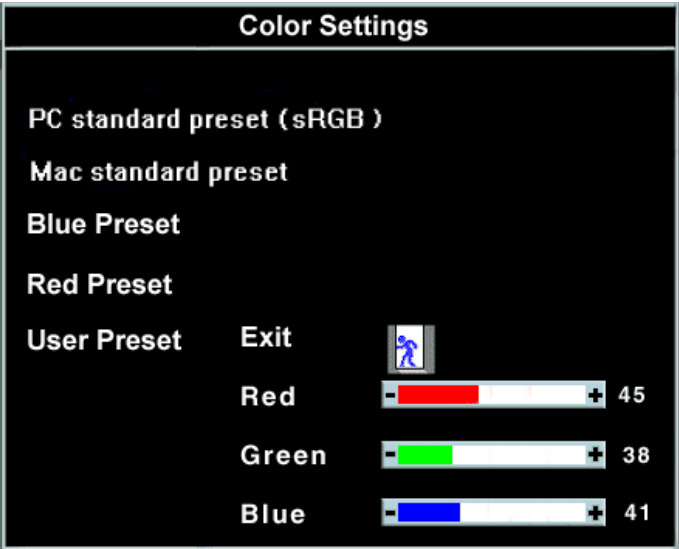 Color Settings
PC standard preset (sRGB )
Mac standard preset
Blue Preset
Red Preset
User Preset Exit
Red - + 45
Green - + 38
Blue - + 41